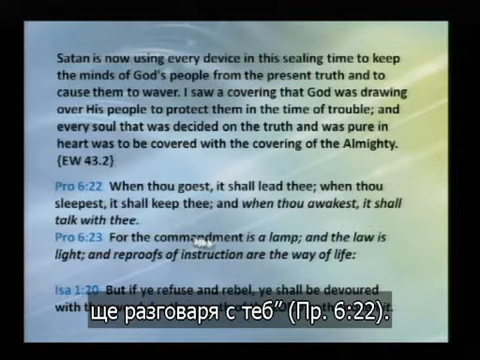 Satan is now using every device in this sealing time to keep
the minds of God's people from the present truth and to
cause them to waver. I saw a covering that God was drawing
over His people to protect them in the time of trouble; and
every soul that was decided on the truth and was pure in
heart was to be covered with the covering of the Almighty.
{EW 43.2}
Pro 6:22 When thou goest, it shall lead thee; when thou
sleepest, it shall keep thee; and when thou awakest, it shall
talk with thee.
Pro 6:23 For the commandment is a lamp; and the law is
light; and reproofs of instruction are the way of life:
Isa 1:20 But if ye refuse and rebel, ye shall be devoured
with
ще разговаря с теб” (Пр. 6:22).